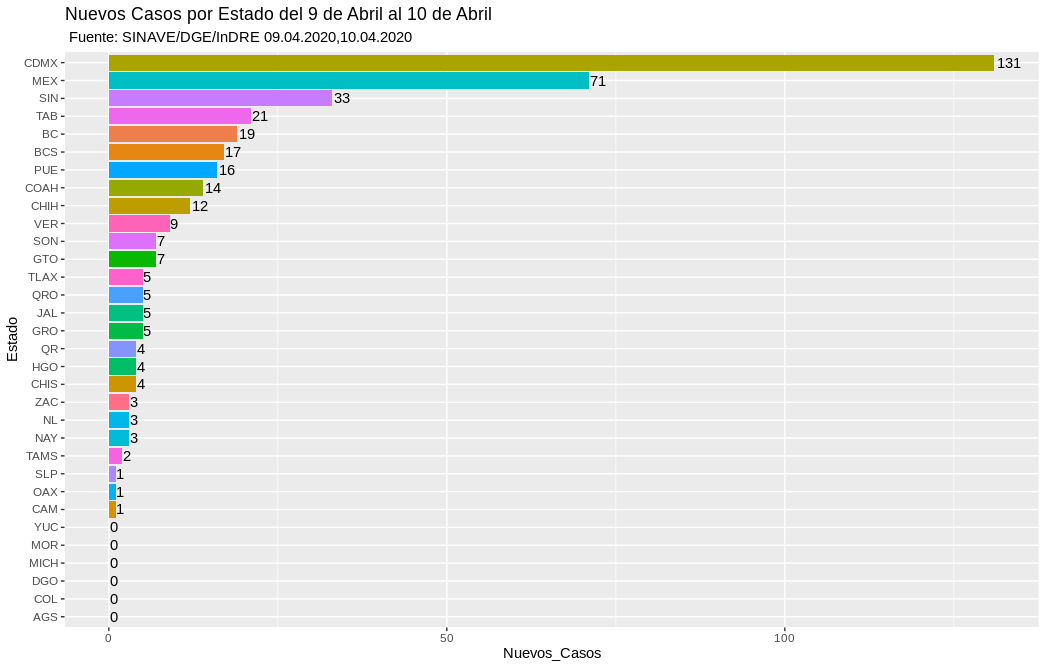 Nuevos Casos por Estado del 9 de Abril al 10 de Abril
Fuente: SINAVE/DGE/InDRE 09.04.2020,10.04.2020
CDMX 131
MEX 71
SIN 33
TAB 21
BC 19
BCS 17
PUE 16
COAH 14
CHIH 12
VER 9
SON 7
GTO 7
TLAX 5
QRO 5
JAL 5
GRO 5
QR 4
HGO 4
CHIS 4
ZAC 3
NL 3
NAY 3
TAMS 2
SLP 1
OAX 1
CAM 1
YUC 0
MOR 0
MICH 0
DGO 0
COL 0
AGS 0
Estado
0 50 100
Nuevos_Casos